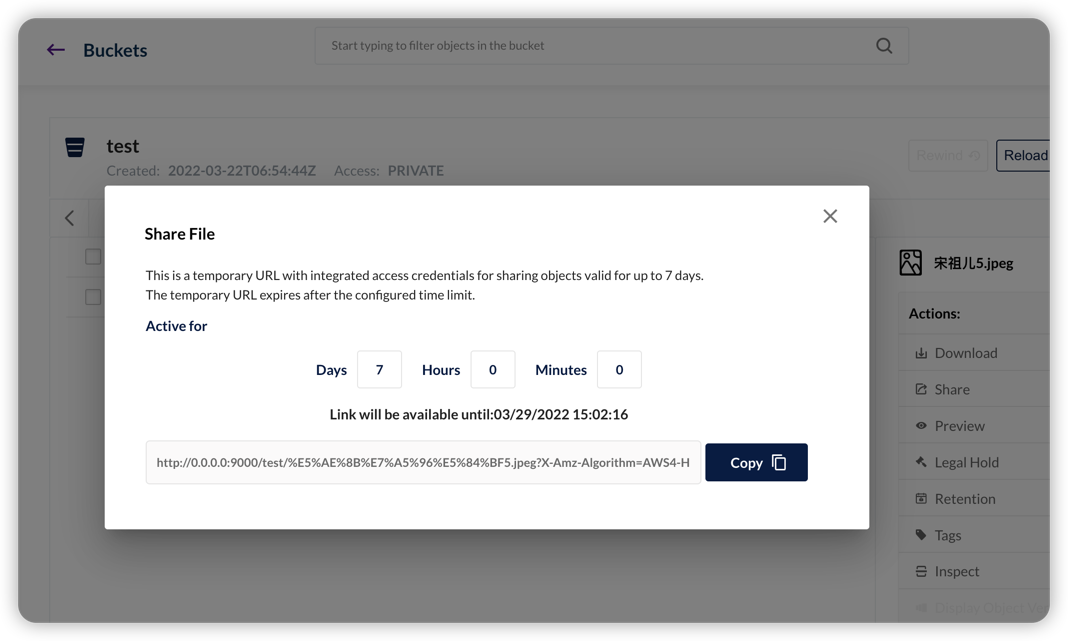 Buckets
Start typing to filter objects in the bucket
test
Created: 2022-03-22T06:54:44Z Access: PRIVATE
Rewind
Reload
Share File
This is a temporary URL with integrated access credentials for sharing objects valid for up to 7 days.
The temporary URL expires after the configured time limit.
Active for
Days 7 Hours 0 Minutes 0
Link will be available until:03/29/2022 15:02:16
http://0.0.0.0:9000/test/%E5%AE%8B%E7%A5%96%E5%84%BF5.jpeg?X-Amz-Algorithm=AWS4-H
Copy
宋祖儿5.jpeg
Actions:
Download
Share
Preview
Legal Hold
Retention
Tags
Inspect
Display Object Ve